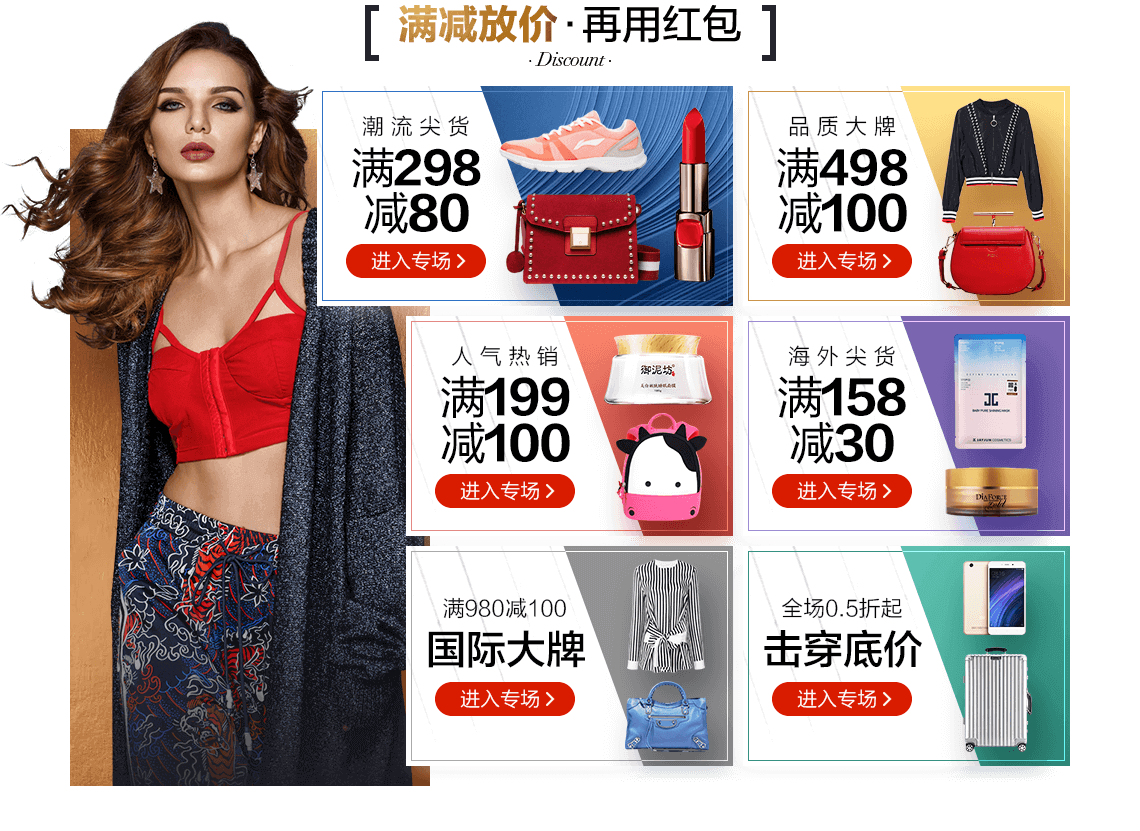 满减放价·再用红包
·Discount·
潮流尖货
满298
减80
进入专场
品质大牌
满498
减100
进入专场
人气热销
满199
减100
进入专场
御泥坊
海外尖货
满158
减30
进入专场
满980减100
国际大牌
进入专场
全场0.5折起
击穿底价
进入专场